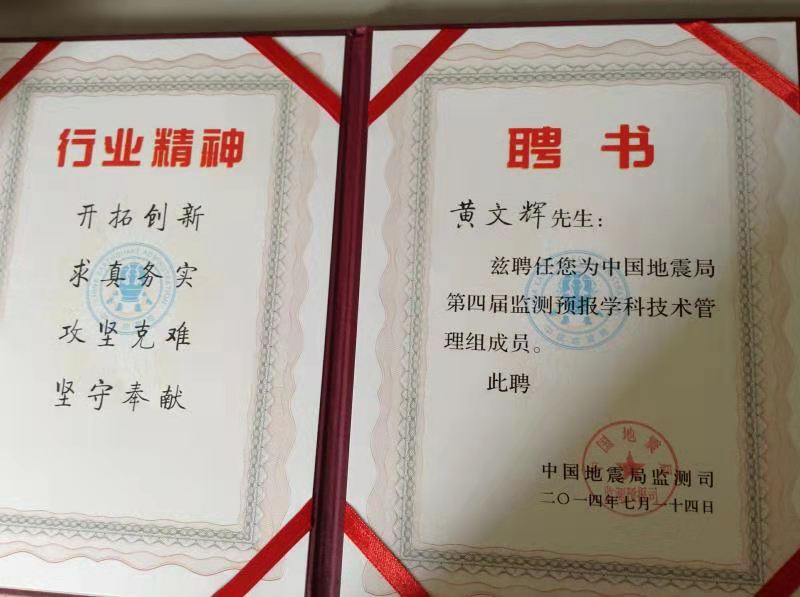 行业精神
开拓创新
求真务实
攻坚克难
坚守奉献
聘书
黄文辉先生：
兹聘任您为中国地震局
第四届监测预报学科技术管
理组成员。
此聘
中国地震局监测司
二〇一四年七月一十四日